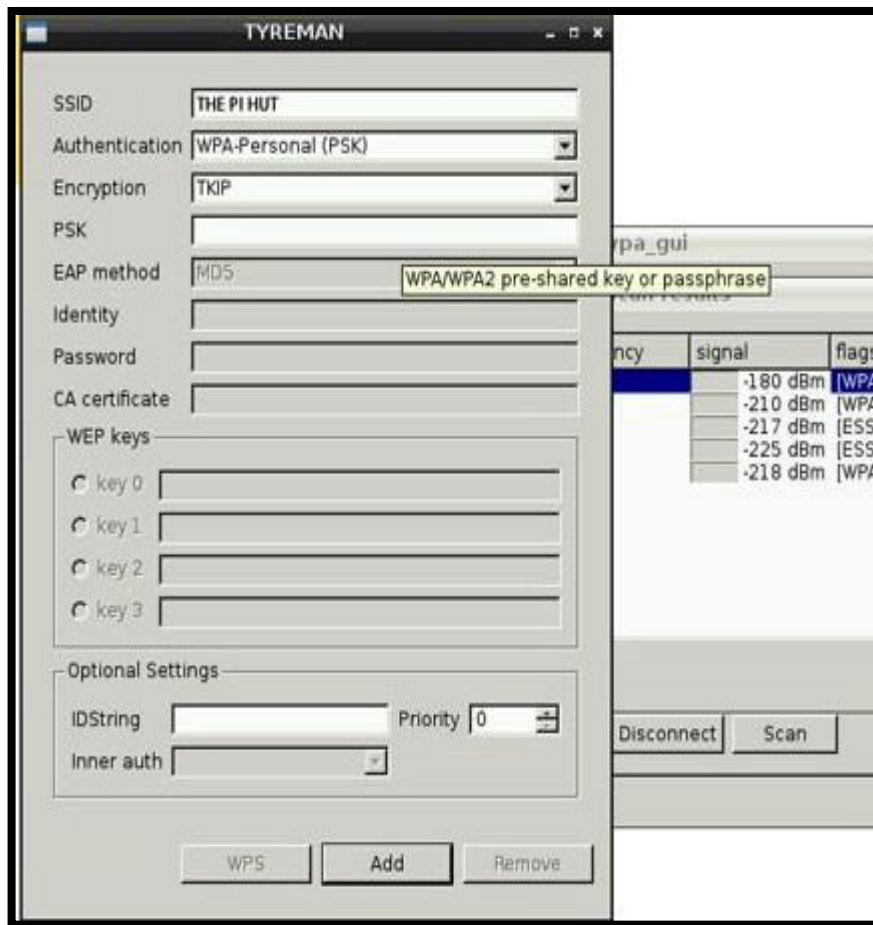 TYREMAN
SSID THE PI HUT
Authentication WPA-Personal (PSK)
Encryption TKIP
PSK
EAP method MD5
WPA/WPA2 pre-shared key or passphrase
Identity
Password
CA certificate
WEP keys
key 0
key 1
key 2
key 3
Optional Settings
IDString Priority 0
Inner auth
WPS Add Remove
wpa_gui
scan results
ncy signal flags
-180 dBm [WPA
-210 dBm [WPA
-217 dBm [ESS
-225 dBm [ESS
-218 dBm [WPA
Disconnect Scan